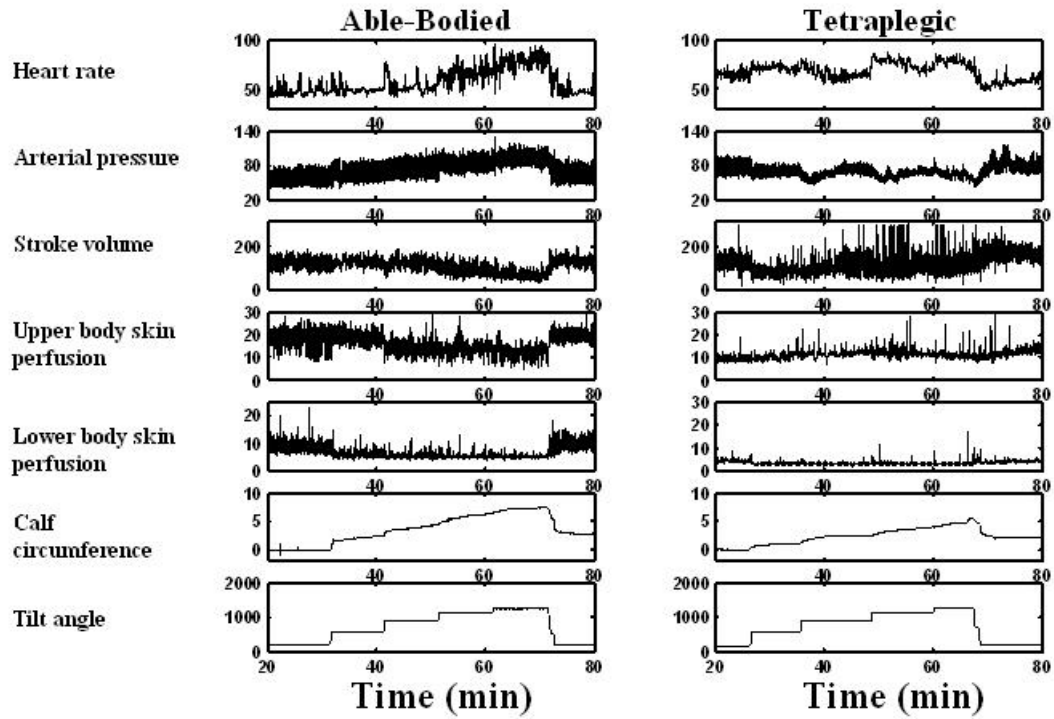 Able-Bodied Tetraplegic
Heart rate
100 100
50 50
40 60 80 40 60 80
Arterial pressure
140 140
80 80
20 20
40 60 80 40 60 80
Stroke volume
200 200
0 0
40 60 80 40 60 80
Upper body skin
perfusion
30 30
20 20
10 10
0 0
40 60 80 40 60 80
Lower body skin
perfusion
20 30
10 20
0 10
0
40 60 80 40 60 80
Calf
circumference
10 10
5 5
0 0
40 60 80 40 60 80
Tilt angle
2000 2000
1000 1000
0 0
20 40 60 80 20 40 60 80
Time (min) Time (min)